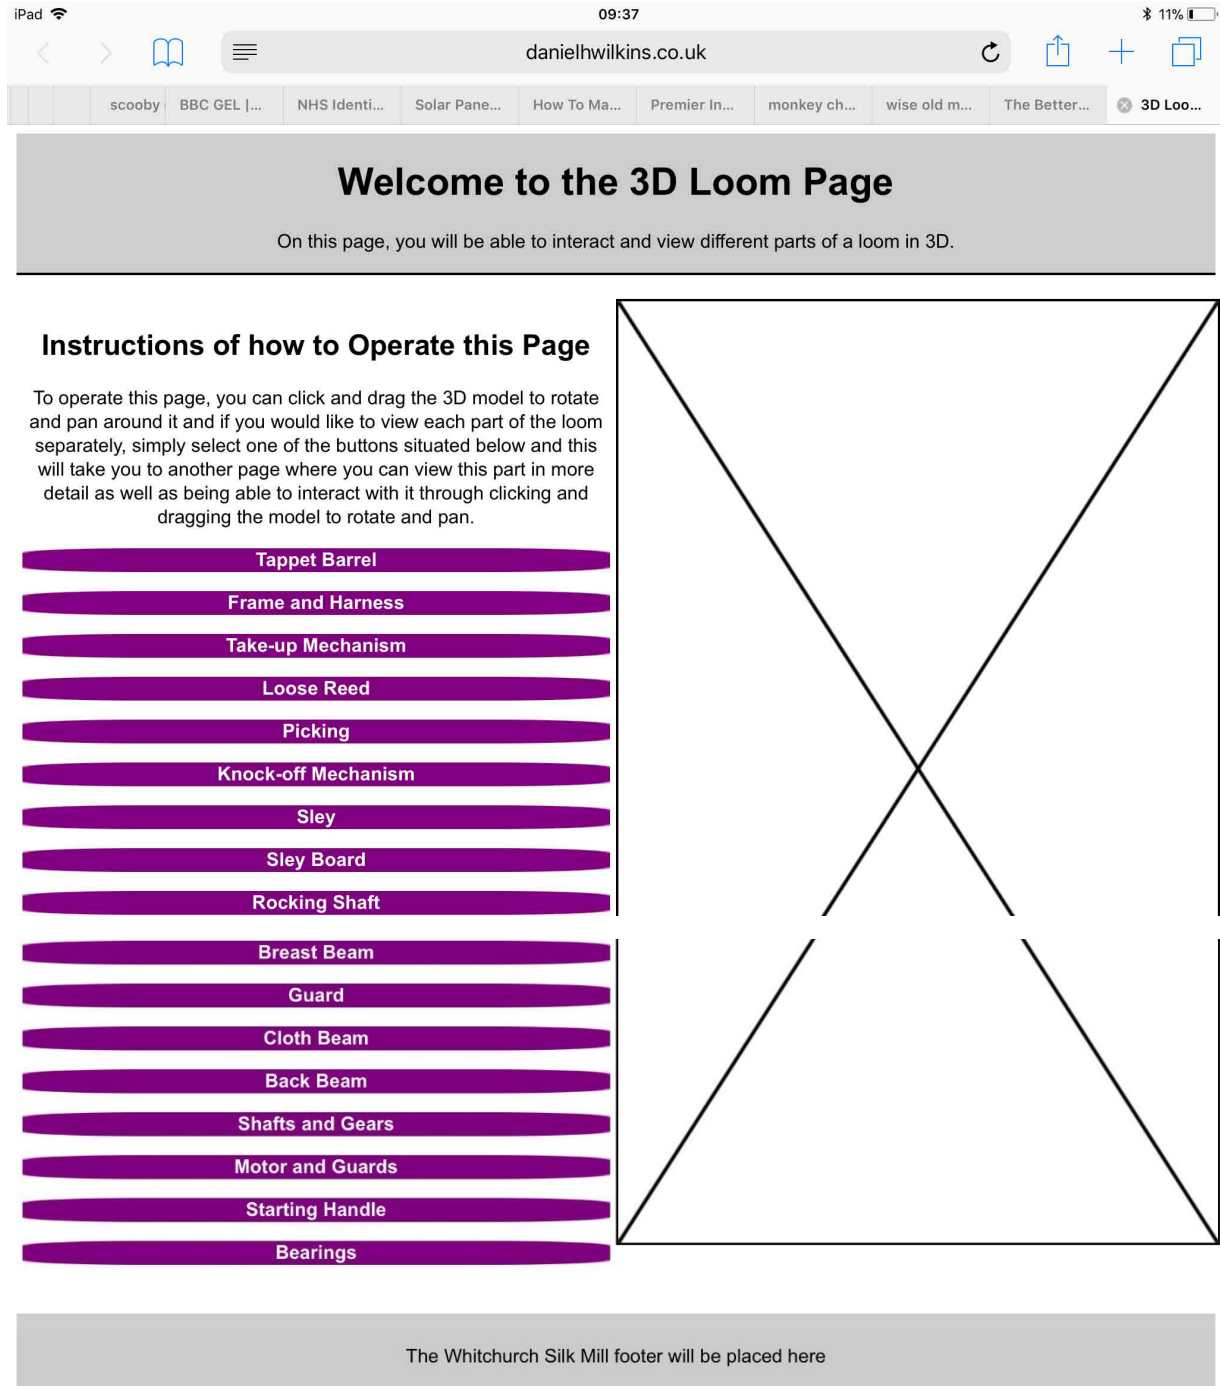 iPad 09:37 11%
danielhwilkins.co.uk
scooby BBC GEL |... NHS Identi... Solar Pane... How To Ma... Premier In... monkey ch... wise old m... The Better... 3D Loo...
Welcome to the 3D Loom Page
On this page, you will be able to interact and view different parts of a loom in 3D.
Instructions of how to Operate this Page
To operate this page, you can click and drag the 3D model to rotate
and pan around it and if you would like to view each part of the loom
separately, simply select one of the buttons situated below and this
will take you to another page where you can view this part in more
detail as well as being able to interact with it through clicking and
dragging the model to rotate and pan.
Tappet Barrel
Frame and Harness
Take-up Mechanism
Loose Reed
Picking
Knock-off Mechanism
Sley
Sley Board
Rocking Shaft
Breast Beam
Guard
Cloth Beam
Back Beam
Shafts and Gears
Motor and Guards
Starting Handle
Bearings
The Whitchurch Silk Mill footer will be placed here